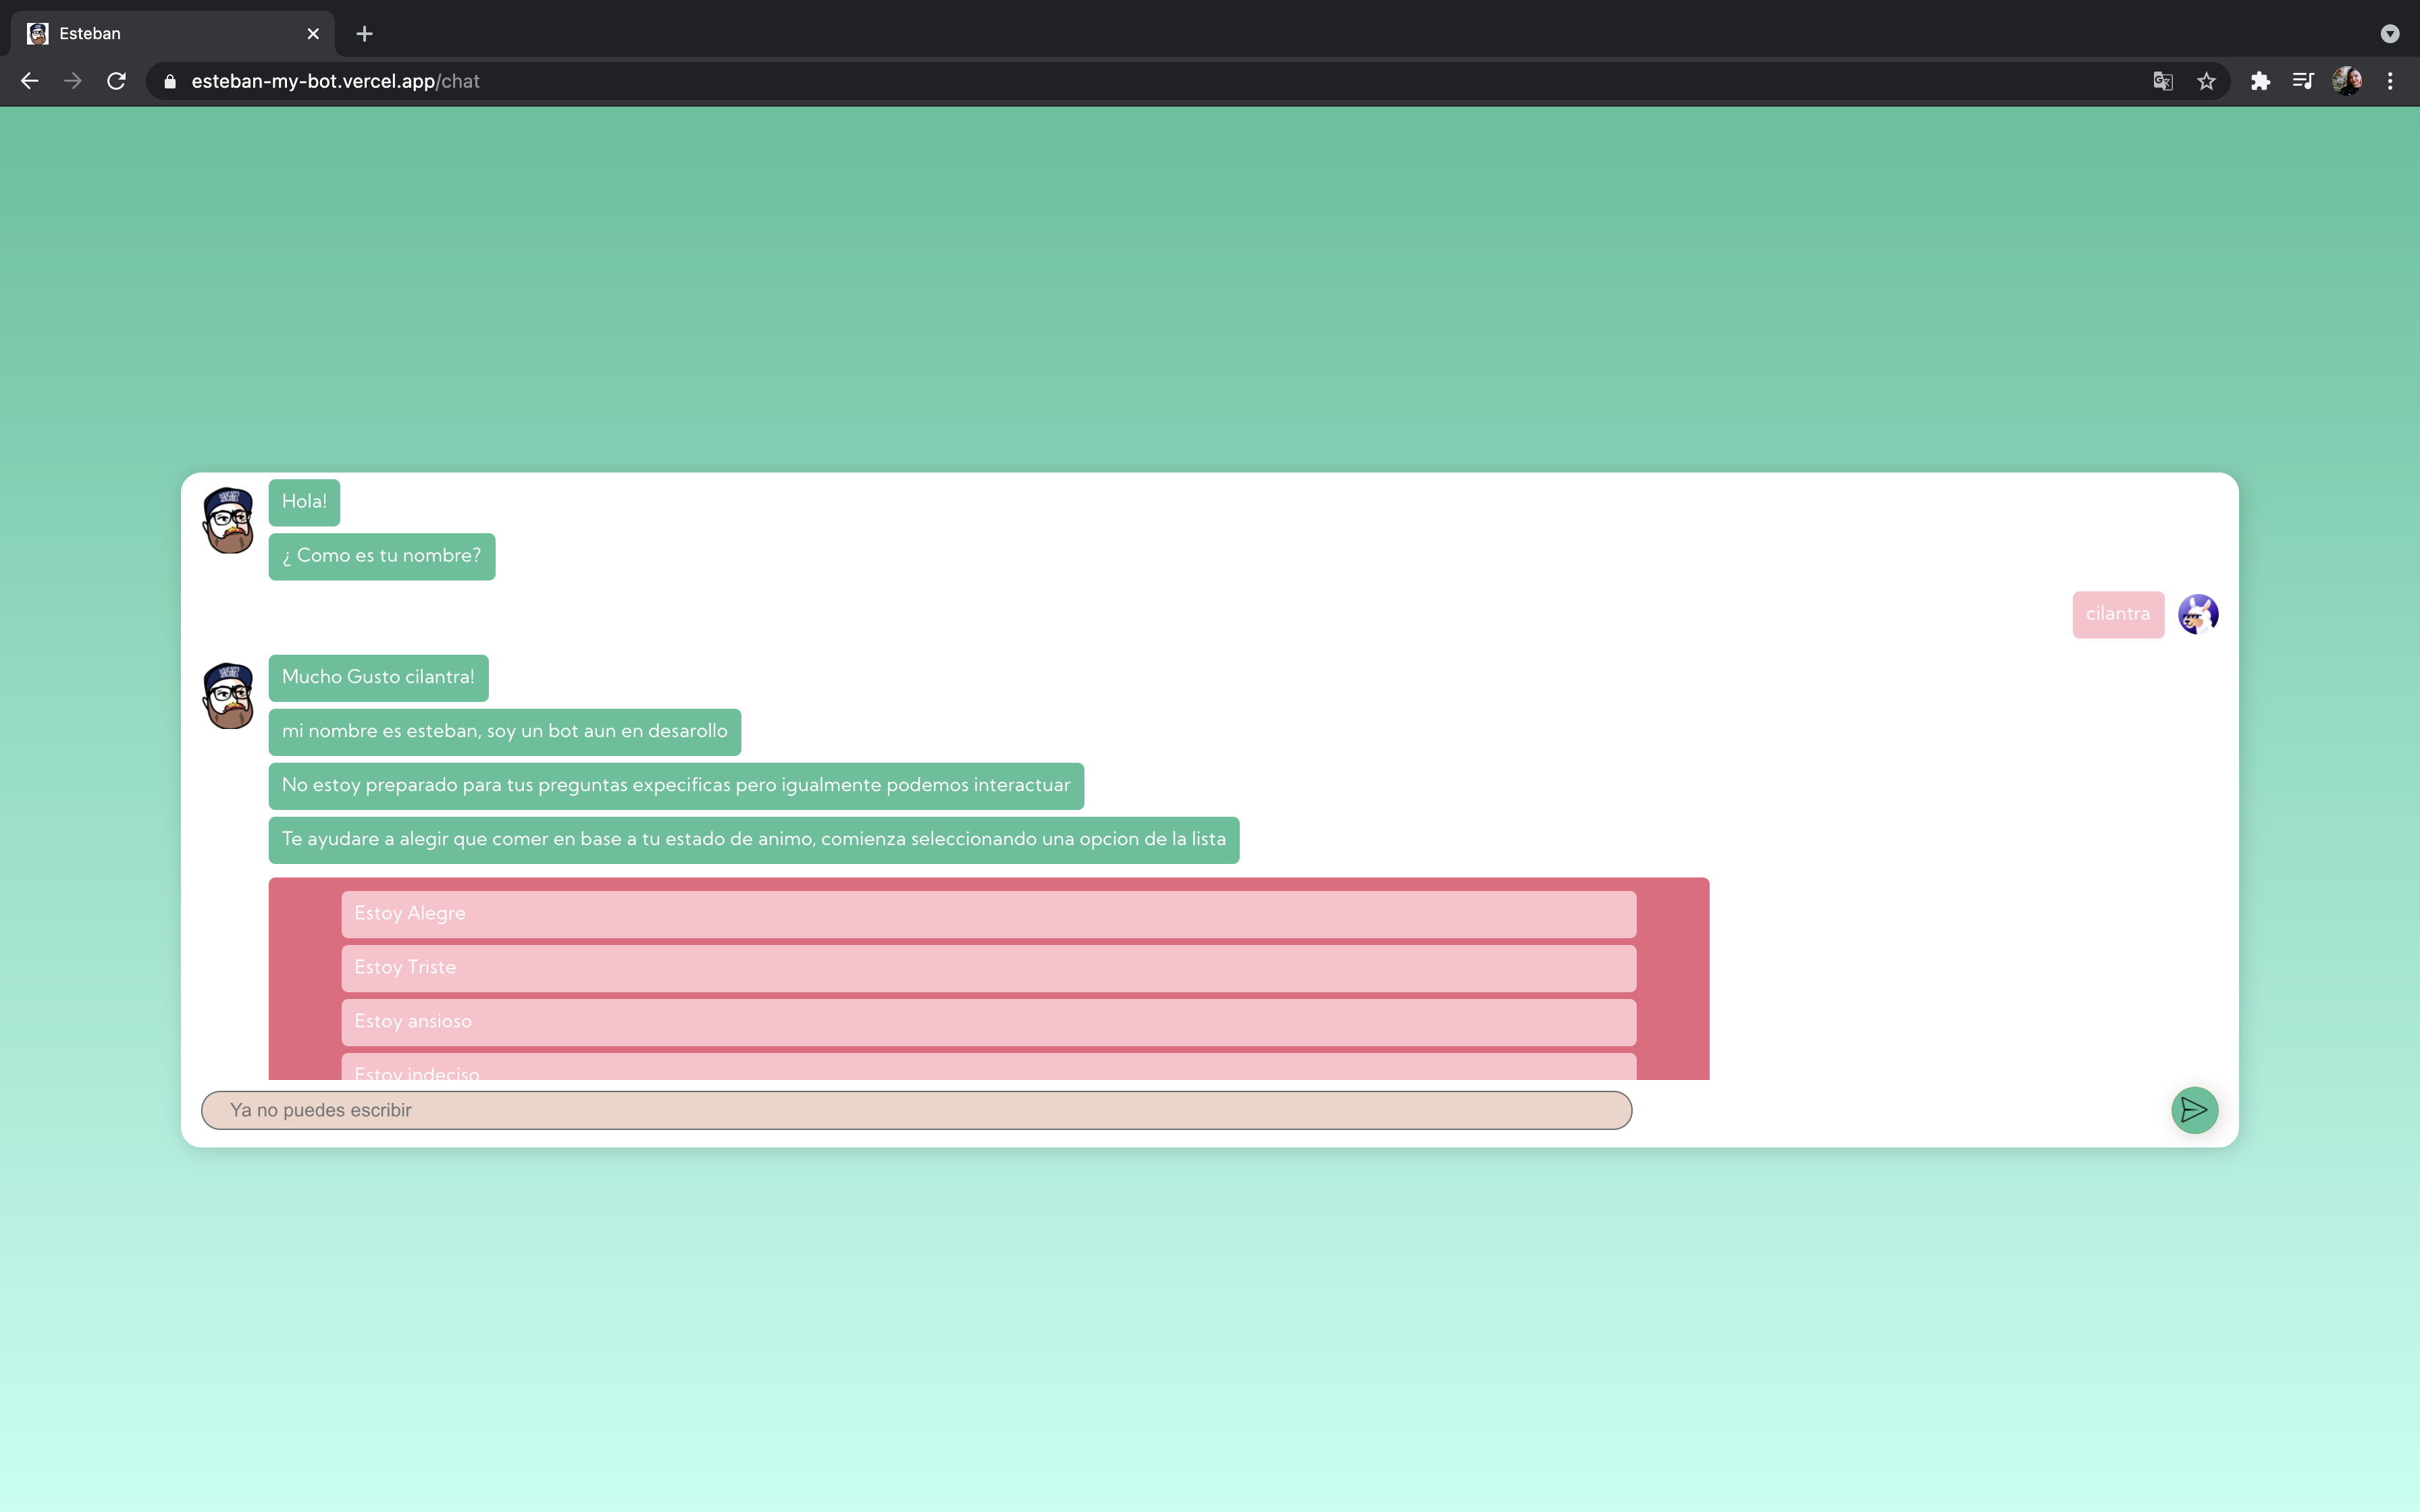 Esteban
esteban-my-bot.vercel.app/chat
Hola!
¿ Como es tu nombre?
cilantra
Mucho Gusto cilantra!
mi nombre es esteban, soy un bot aun en desarollo
No estoy preparado para tus preguntas expecificas pero igualmente podemos interactuar
Te ayudare a alegir que comer en base a tu estado de animo, comienza seleccionando una opcion de la lista
Estoy Alegre
Estoy Triste
Estoy ansioso
Estoy indeciso
Ya no puedes escribir